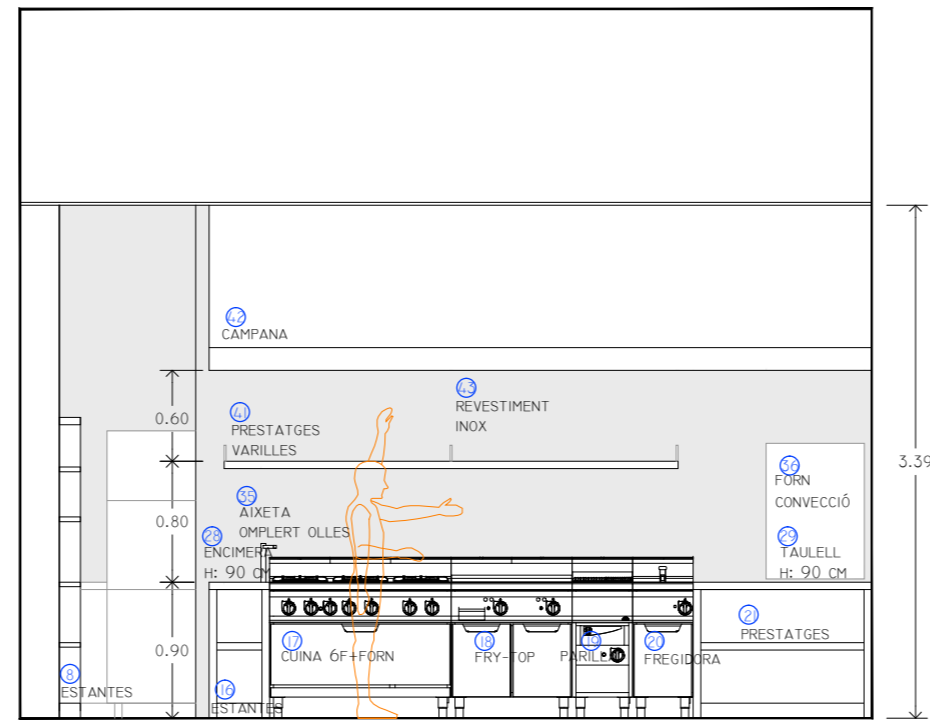 42
CAMPANA
43
REVESTIMENT
INOX
0.60
41
PRESTATGES
VARILLES
3.39
36
FORN
CONVECCIÓ
35
AIXETA
OMPLERT OLLES
0.80
28
ENCIMERA
H: 90 CM
29
TAULELL
H: 90 CM
21
PRESTATGES
17
CUINA 6F+FORN
18
FRY-TOP
19
PARILLA
20
FREGIDORA
0.90
8
ESTANTES
16
ESTANTES